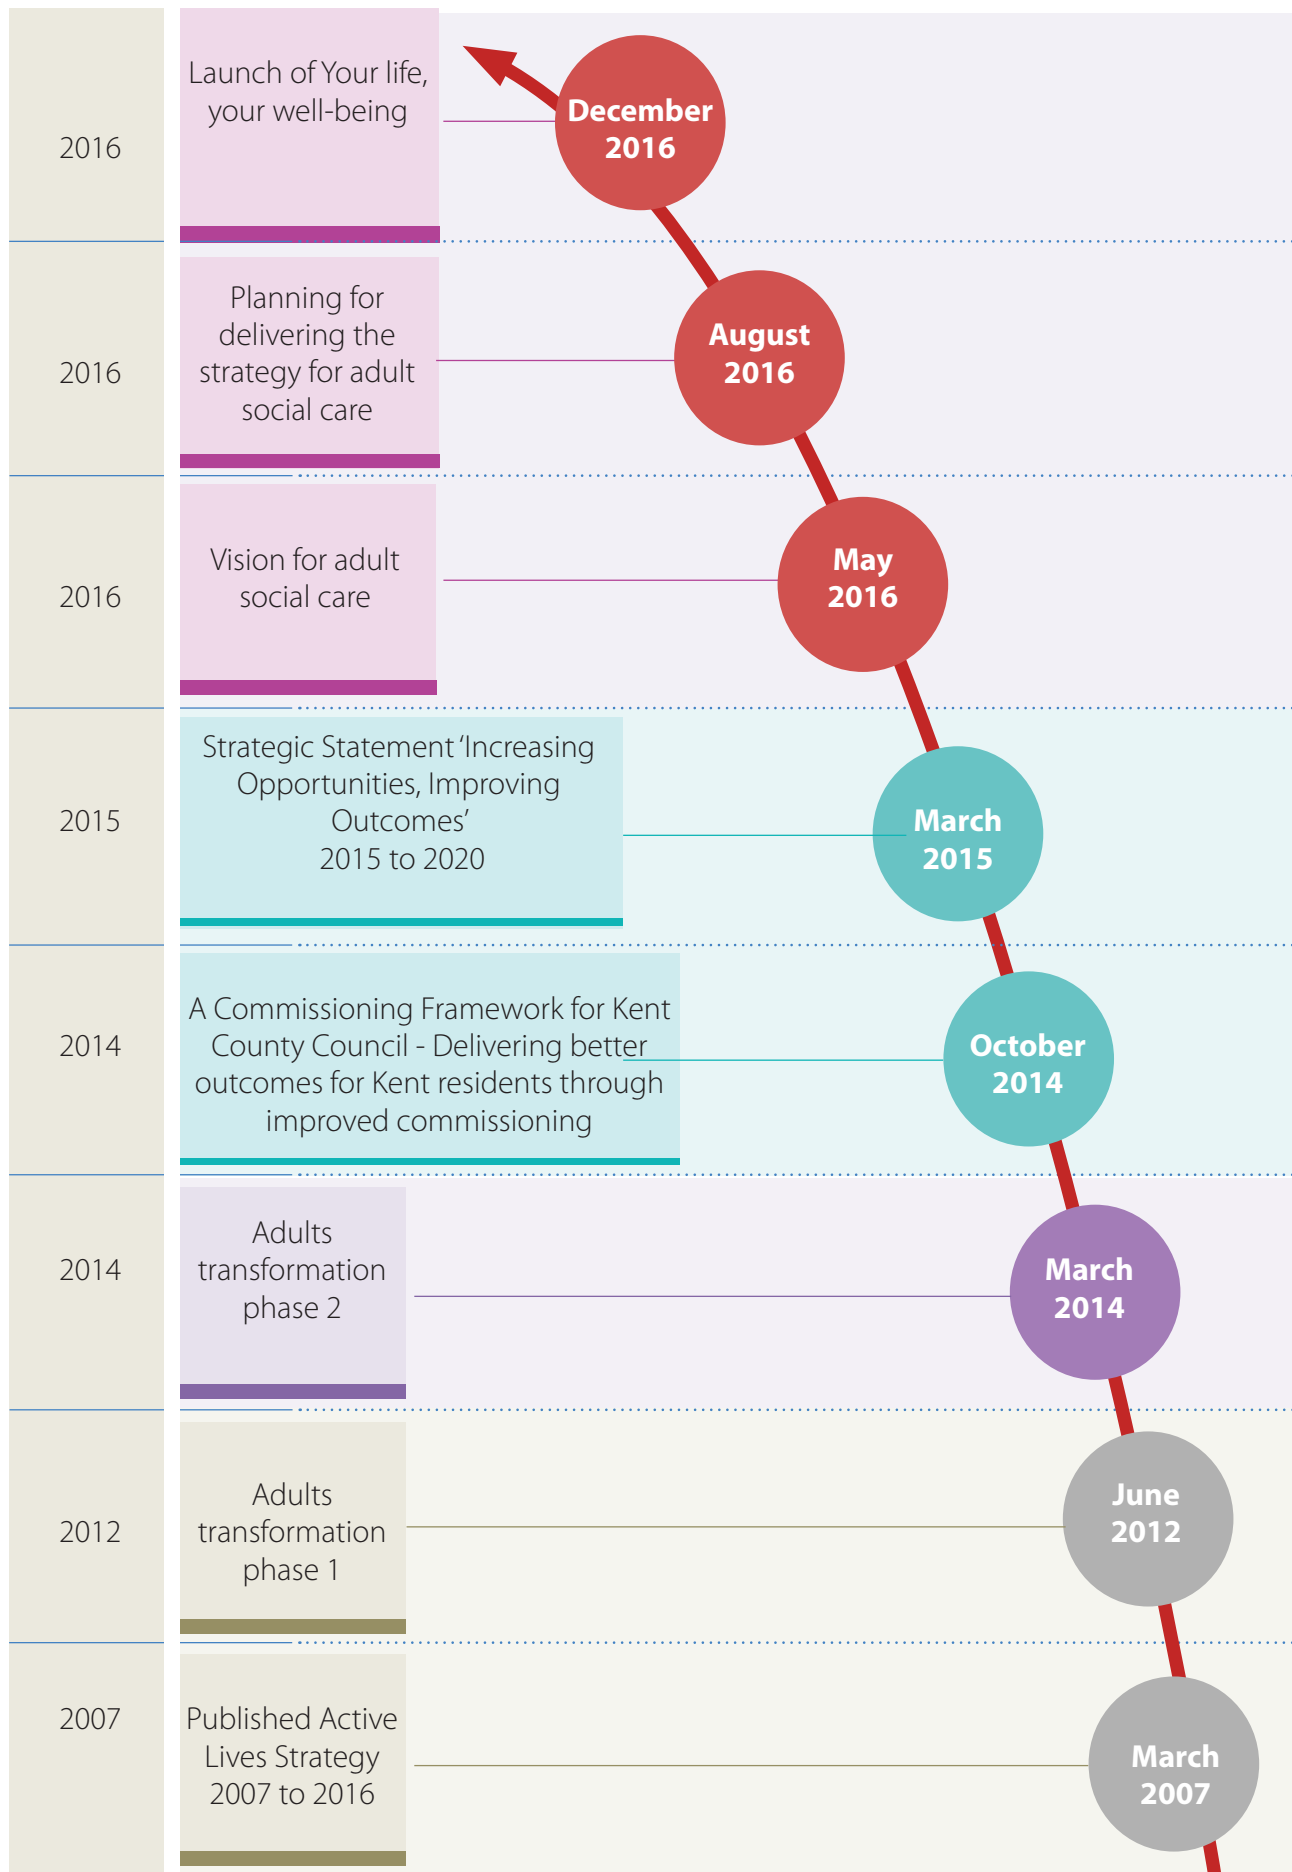 2016
Launch of Your life,
your well-being
December
2016
2016
Planning for
delivering the
strategy for adult
social care
August
2016
2016
Vision for adult
social care
May
2016
2015
Strategic Statement ‘Increasing
Opportunities, Improving
Outcomes’
2015 to 2020
March
2015
2014
A Commissioning Framework for Kent
County Council - Delivering better
outcomes for Kent residents through
improved commissioning
October
2014
2014
Adults
transformation
phase 2
March
2014
2012
Adults
transformation
phase 1
June
2012
2007
Published Active
Lives Strategy
2007 to 2016
March
2007